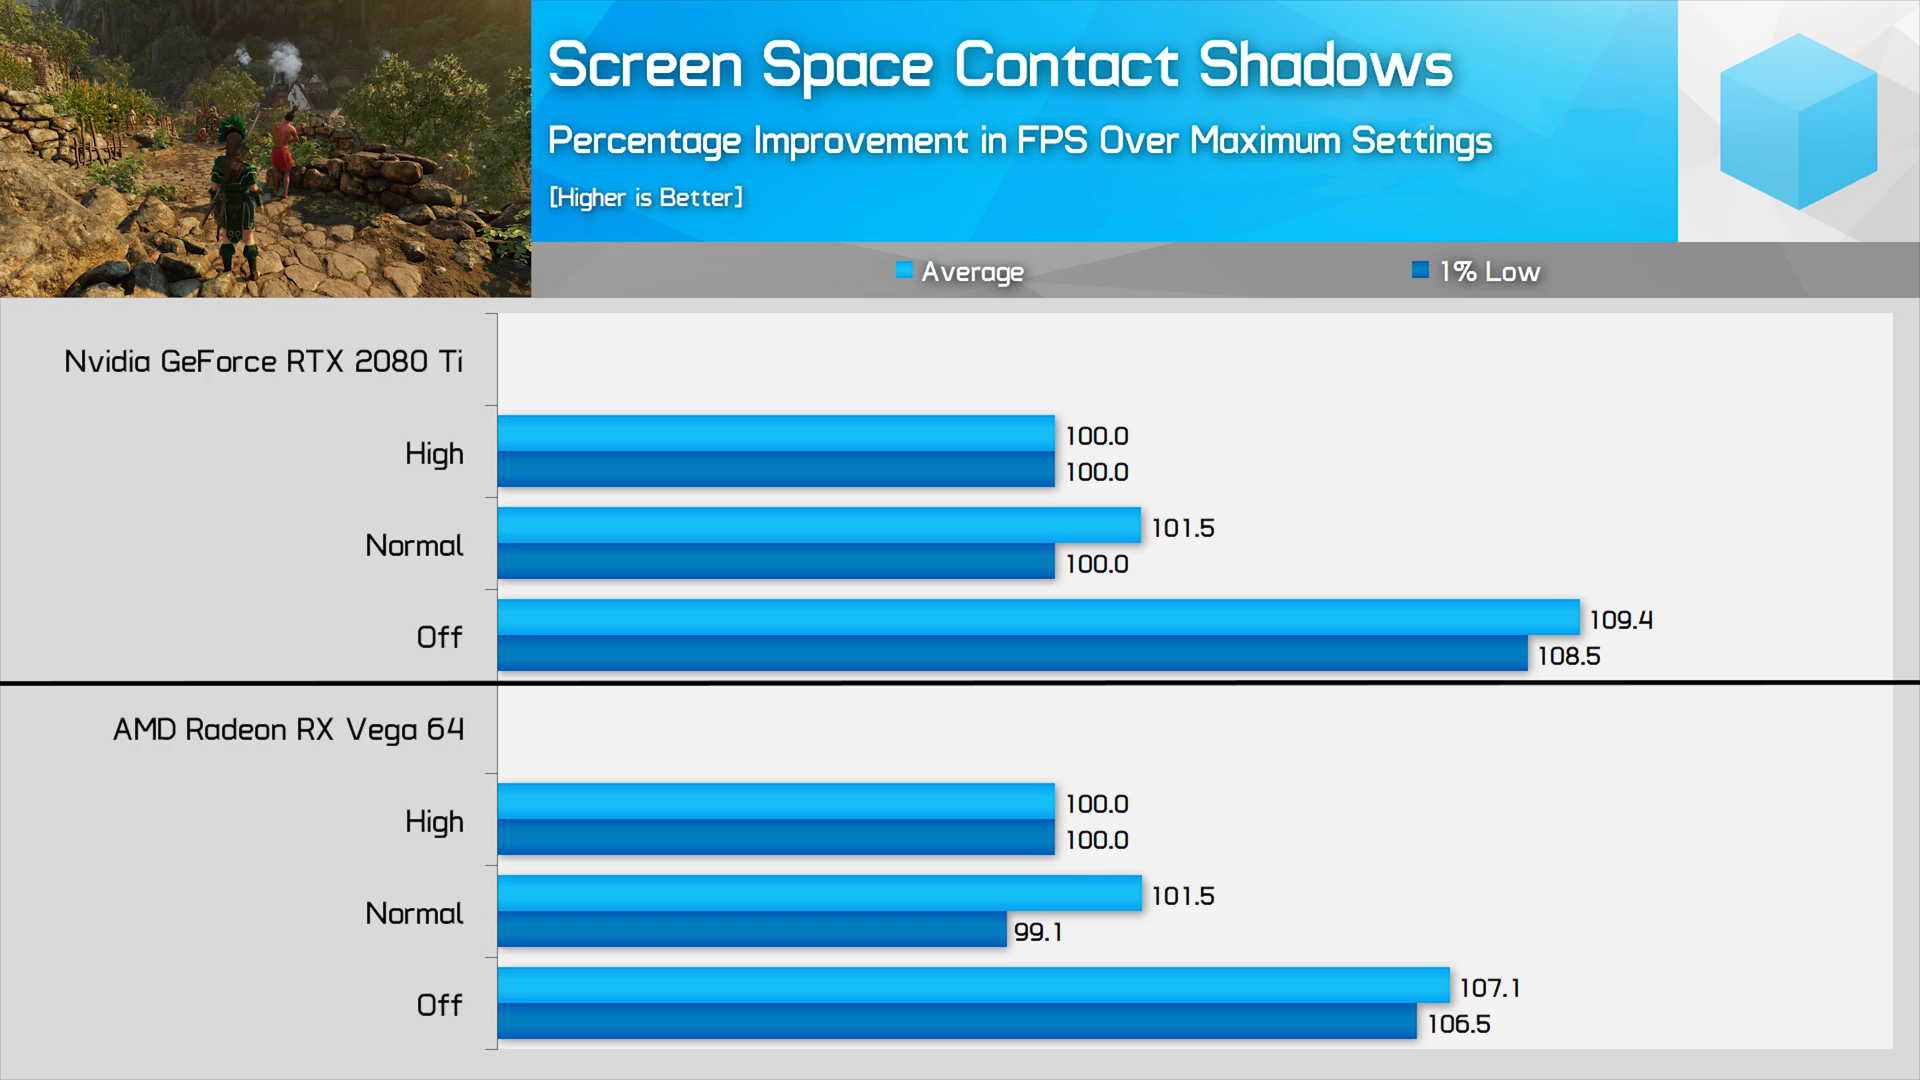 Screen Space Contact Shadows
Percentage Improvement in FPS Over Maximum Settings
[Higher is Better]
Average
1% Low
Nvidia GeForce RTX 2080 Ti
High
100.0
100.0
Normal
101.5
100.0
Off
109.4
108.5
AMD Radeon RX Vega 64
High
100.0
100.0
Normal
101.5
99.1
Off
107.1
106.5